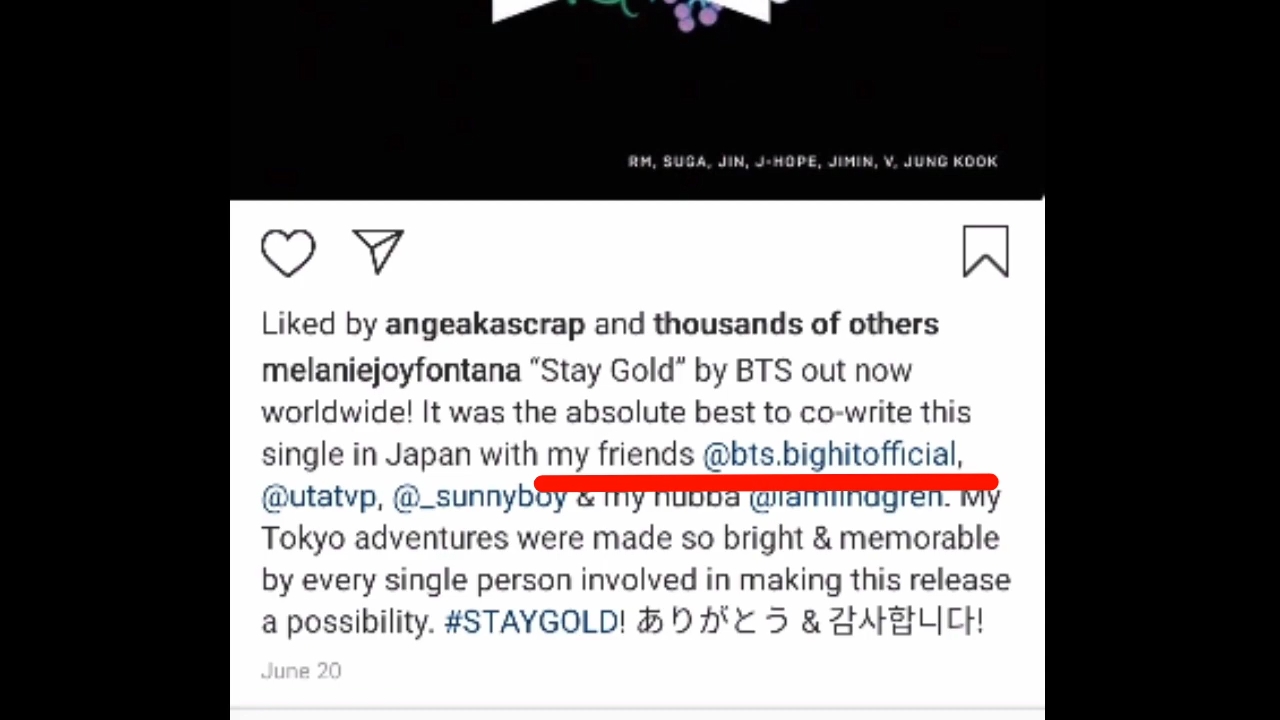 RM, SUGA, JIN, J-HOPE, JIMIN, V, JUNG KOOK
Liked by angeakascrap and thousands of others
melaniejoyfontana “Stay Gold” by BTS out now
worldwide! It was the absolute best to co-write this
single in Japan with my friends @bts.bighitofficial,
@utatvp, @_sunnyboy & my hubba @iamlindgren. My
Tokyo adventures were made so bright & memorable
by every single person involved in making this release
a possibility. #STAYGOLD! ありがとう & 감사합니다!
June 20